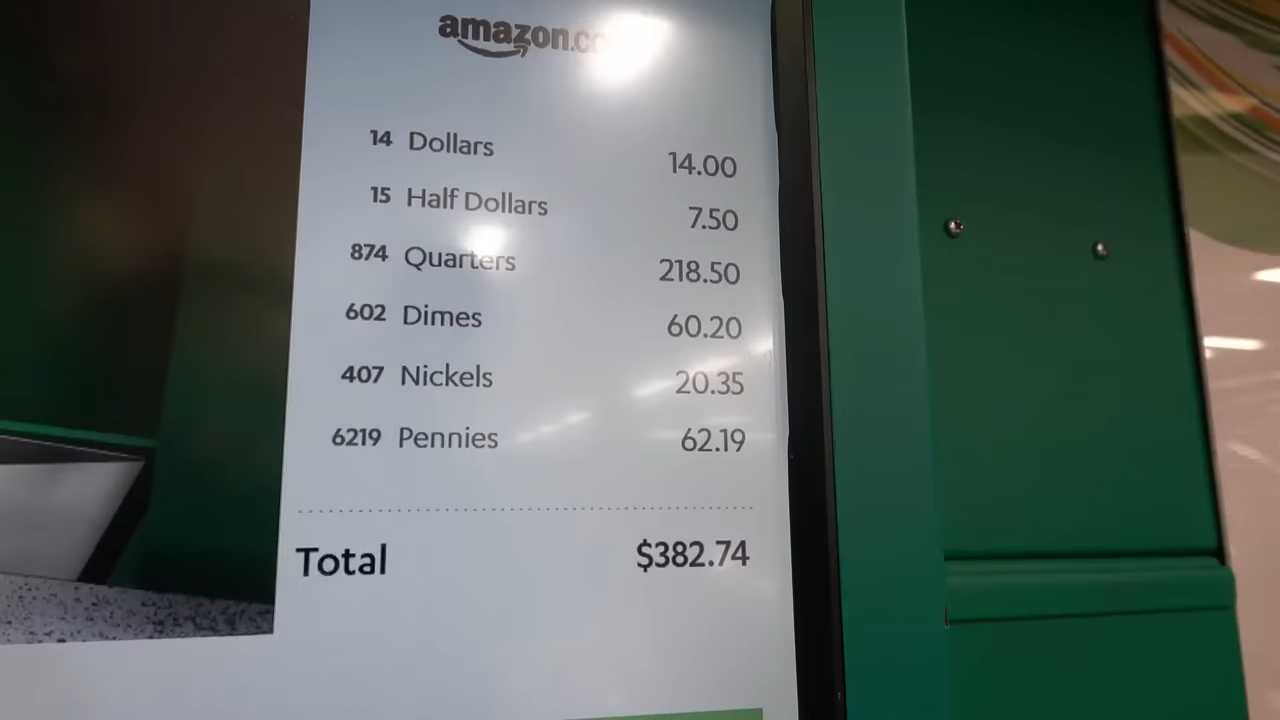 amazon.c
14 Dollars 14.00
15 Half Dollars 7.50
874 Quarters 218.50
602 Dimes 60.20
407 Nickels 20.35
6219 Pennies 62.19
Total $382.74